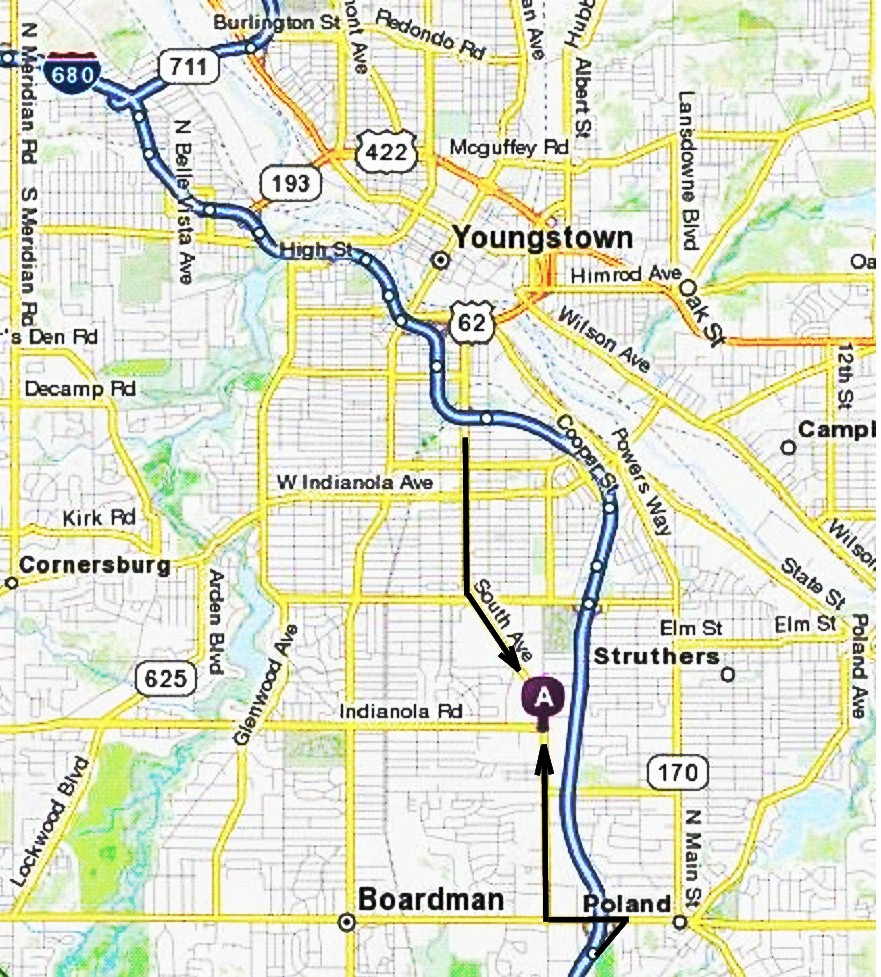 Burlington St
Redondo Rd
Albert St
N Meridian Rd
680
711
N Belle Vista Ave
422
Mcguffey Rd
Lansdowne Blvd
193
S Meridian Rd
High St
Youngstown
Himrod Ave
Oak St
62
Wilson Ave
's Den Rd
Decamp Rd
12th St
Campl
Cooper St
Powers Way
W Indianola Ave
Kirk Rd
Wilson
Cornersburg
Arden Blvd
South Ave
State St
Elm St
Elm St
Poland Ave
Struthers
625
Glenwood Ave
A
Indianola Rd
170
Lockwood Blvd
N Main St
Boardman
Poland